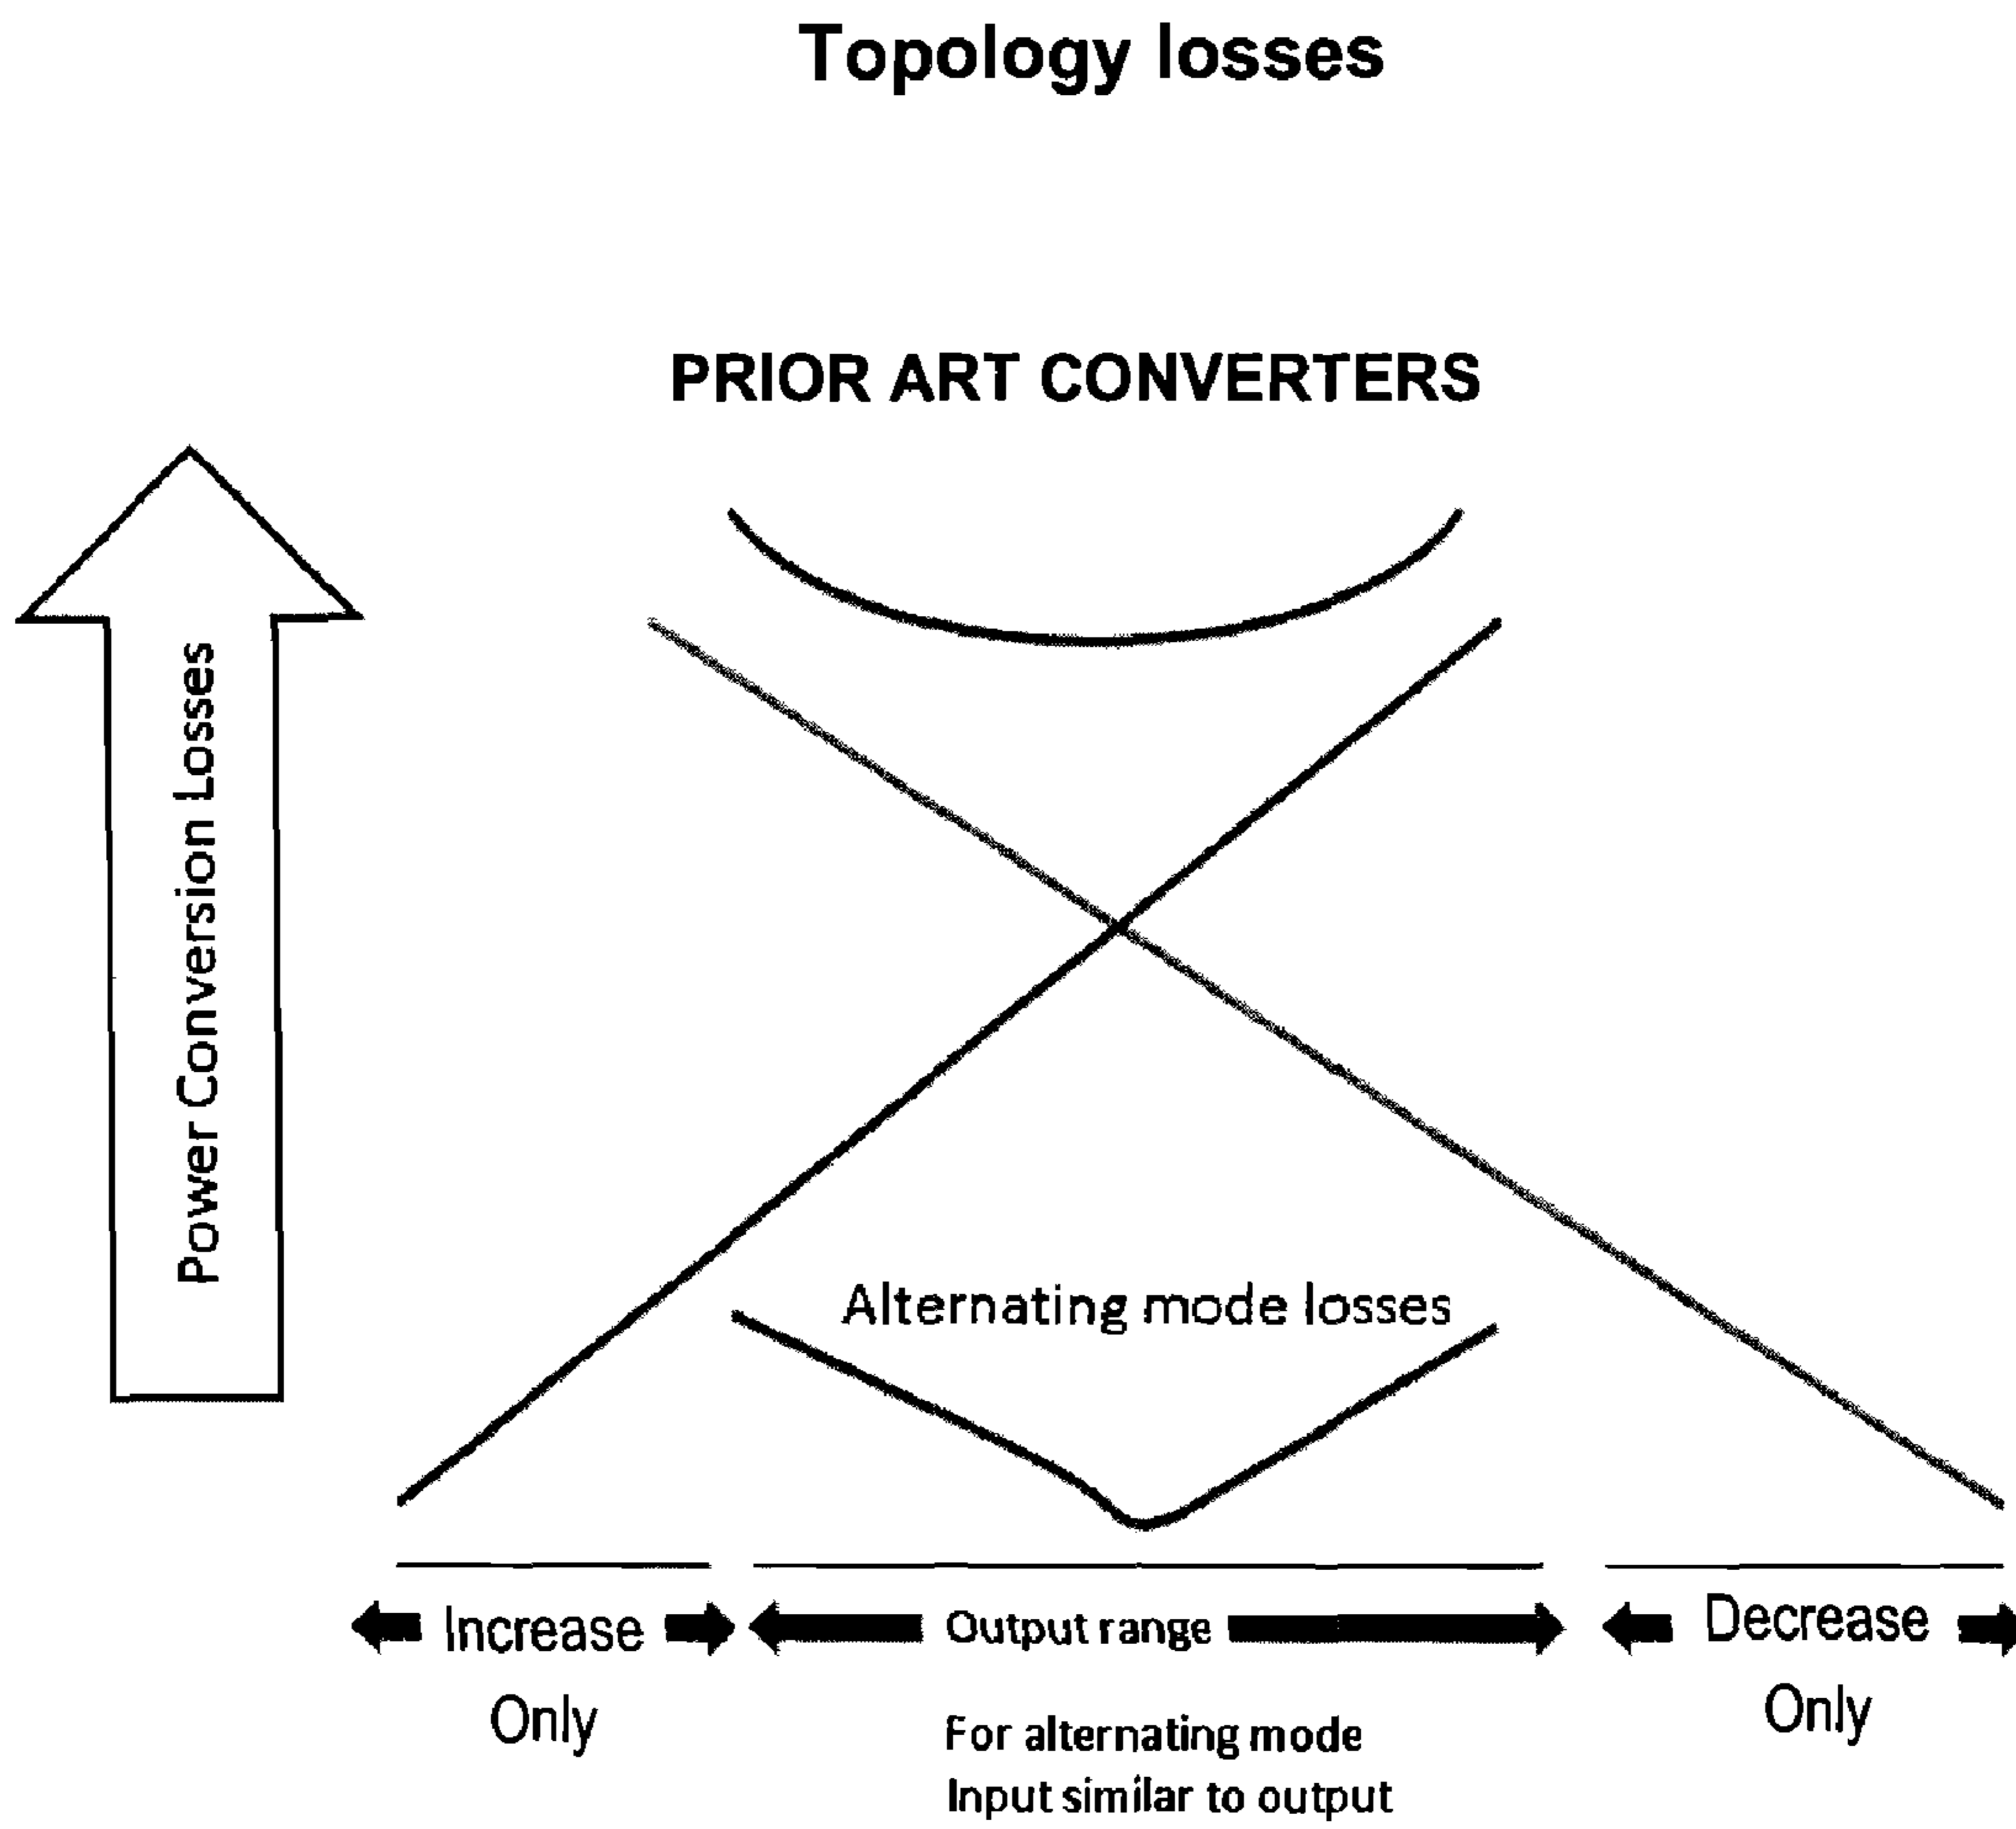 Topology losses
PRIOR ART CONVERTERS
Power Conversion Losses
Alternating mode losses
Increase
Only
Output range
For alternating mode
Input similar to output
Decrease
Only